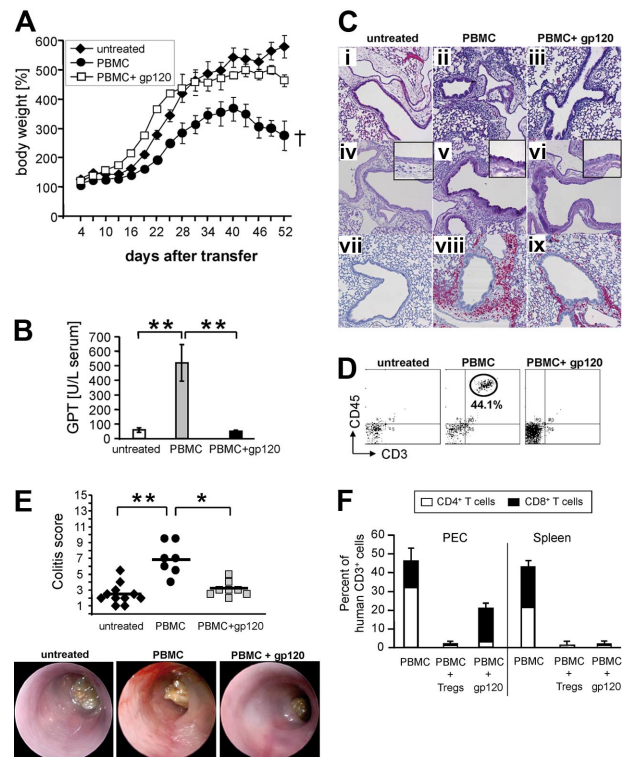 A
untreated
PBMC
PBMC+ gp120
body weight [%]
600
500
400
300
200
100
0
4 10 16 22 28 34 40 46 52
†
days after transfer
B
** **
GPT [U/L serum]
700
600
500
400
300
200
100
0
untreated PBMC PBMC+gp120
C
untreated PBMC PBMC+ gp120
i ii iii
iv v vi
vii viii ix
D
untreated PBMC PBMC+ gp120
44.1%
CD45
CD3
E
** *
Colitis score
15
13
11
9
7
5
3
1
untreated PBMC PBMC+gp120
untreated PBMC PBMC + gp120
F
CD4+ T cells CD8+ T cells
PEC Spleen
Percent of
human CD3+ cells
60
50
40
30
20
10
0
PBMC PBMC PBMC PBMC PBMC PBMC
+ + + +
Tregs gp120 Tregs gp120